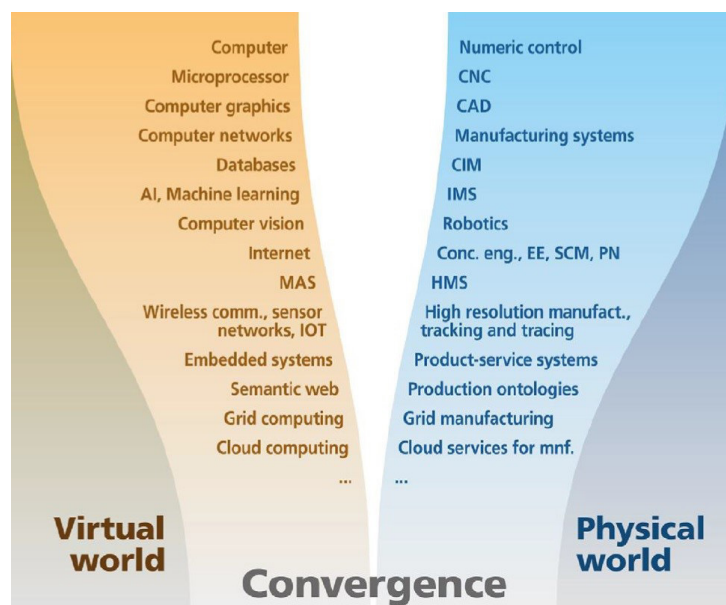 Computer
Microprocessor
Computer graphics
Computer networks
Databases
AI, Machine learning
Computer vision
Internet
MAS
Wireless comm., sensor
networks, IOT
Embedded systems
Semantic web
Grid computing
Cloud computing
...
Numeric control
CNC
CAD
Manufacturing systems
CIM
IMS
Robotics
Conc. eng., EE, SCM, PN
HMS
High resolution manufact.,
tracking and tracing
Product-service systems
Production ontologies
Grid manufacturing
Cloud services for mnf.
...
Virtual
world
Physical
world
Convergence